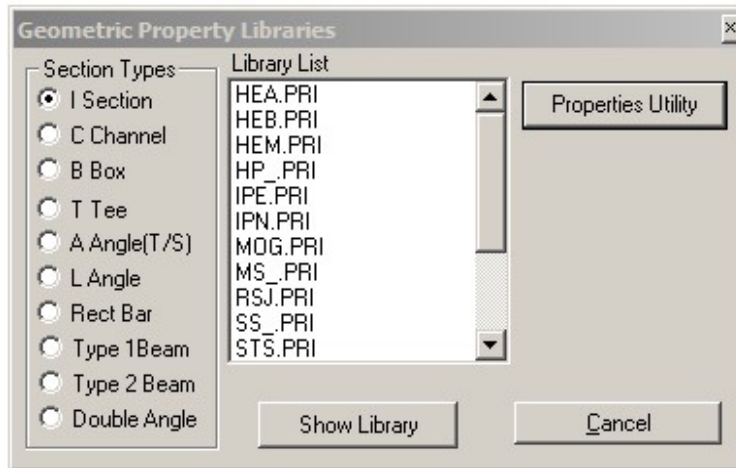 Geometric Property Libraries
Section Types
I Section
C Channel
B Box
T Tee
A Angle(T/S)
L Angle
Rect Bar
Type 1Beam
Type 2 Beam
Double Angle
Library List
HEA.PRI
HEB.PRI
HEM.PRI
HP_.PRI
IPE.PRI
IPN.PRI
MOG.PRI
MS_.PRI
RSJ.PRI
SS_.PRI
STS.PRI
Properties Utility
Show Library
Cancel